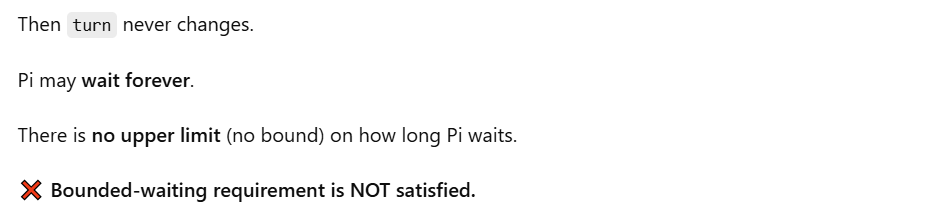 Then turn never changes.
Pi may wait forever.
There is no upper limit (no bound) on how long Pi waits.
❌ Bounded-waiting requirement is NOT satisfied.